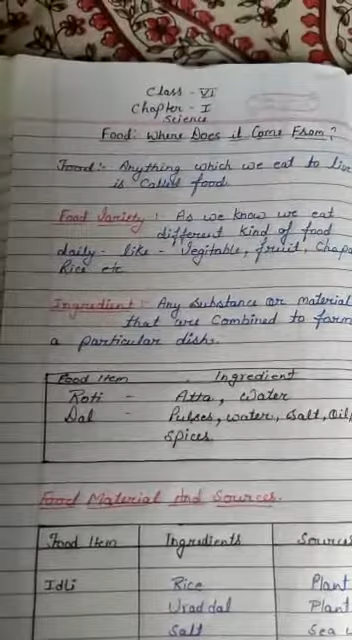 Class - VI
Chapter - I
Science
Food: Where Does it Come From?
Food:- Anything which we eat to live
is Called food.
Food Variety: As we know we eat
different kind of food
daily - like - Vegitable, fruit, Chapa
Rice etc
Ingredient:- Any substance or material
that are Combined to form
a particular dish.
Food Item Ingredient
Roti - Atta, Water
Dal - Pulses, water, Salt, Oil,
spices.
Food Material And Sources.
Food Item Ingredients Source
Idli Rice Plant
Urad dal Plant
Salt Sea